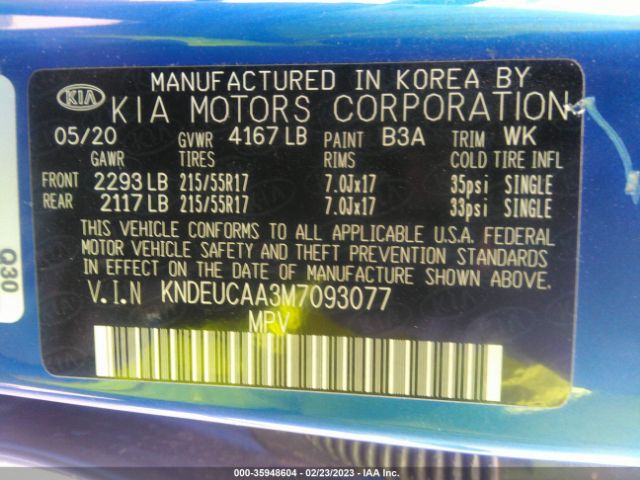 MANUFACTURED IN KOREA BY
KIA KIA MOTORS CORPORATION
05/20 GVWR 4167 LB PAINT B3A TRIM WK
GAWR TIRES RIMS COLD TIRE INFL
FRONT 2293 LB 215/55R17 7.0Jx17 35psi SINGLE
REAR 2117 LB 215/55R17 7.0Jx17 33psi SINGLE
THIS VEHICLE CONFORMS TO ALL APPLICABLE U.S.A. FEDERAL
MOTOR VEHICLE SAFETY AND THEFT PREVENTION STANDARDS
IN EFFECT ON THE DATE OF MANUFACTURE SHOWN ABOVE.
V.I.N KNDEUCAA3M7093077
MPV
Q30
000-35948604 - 02/23/2023 - IAA Inc.